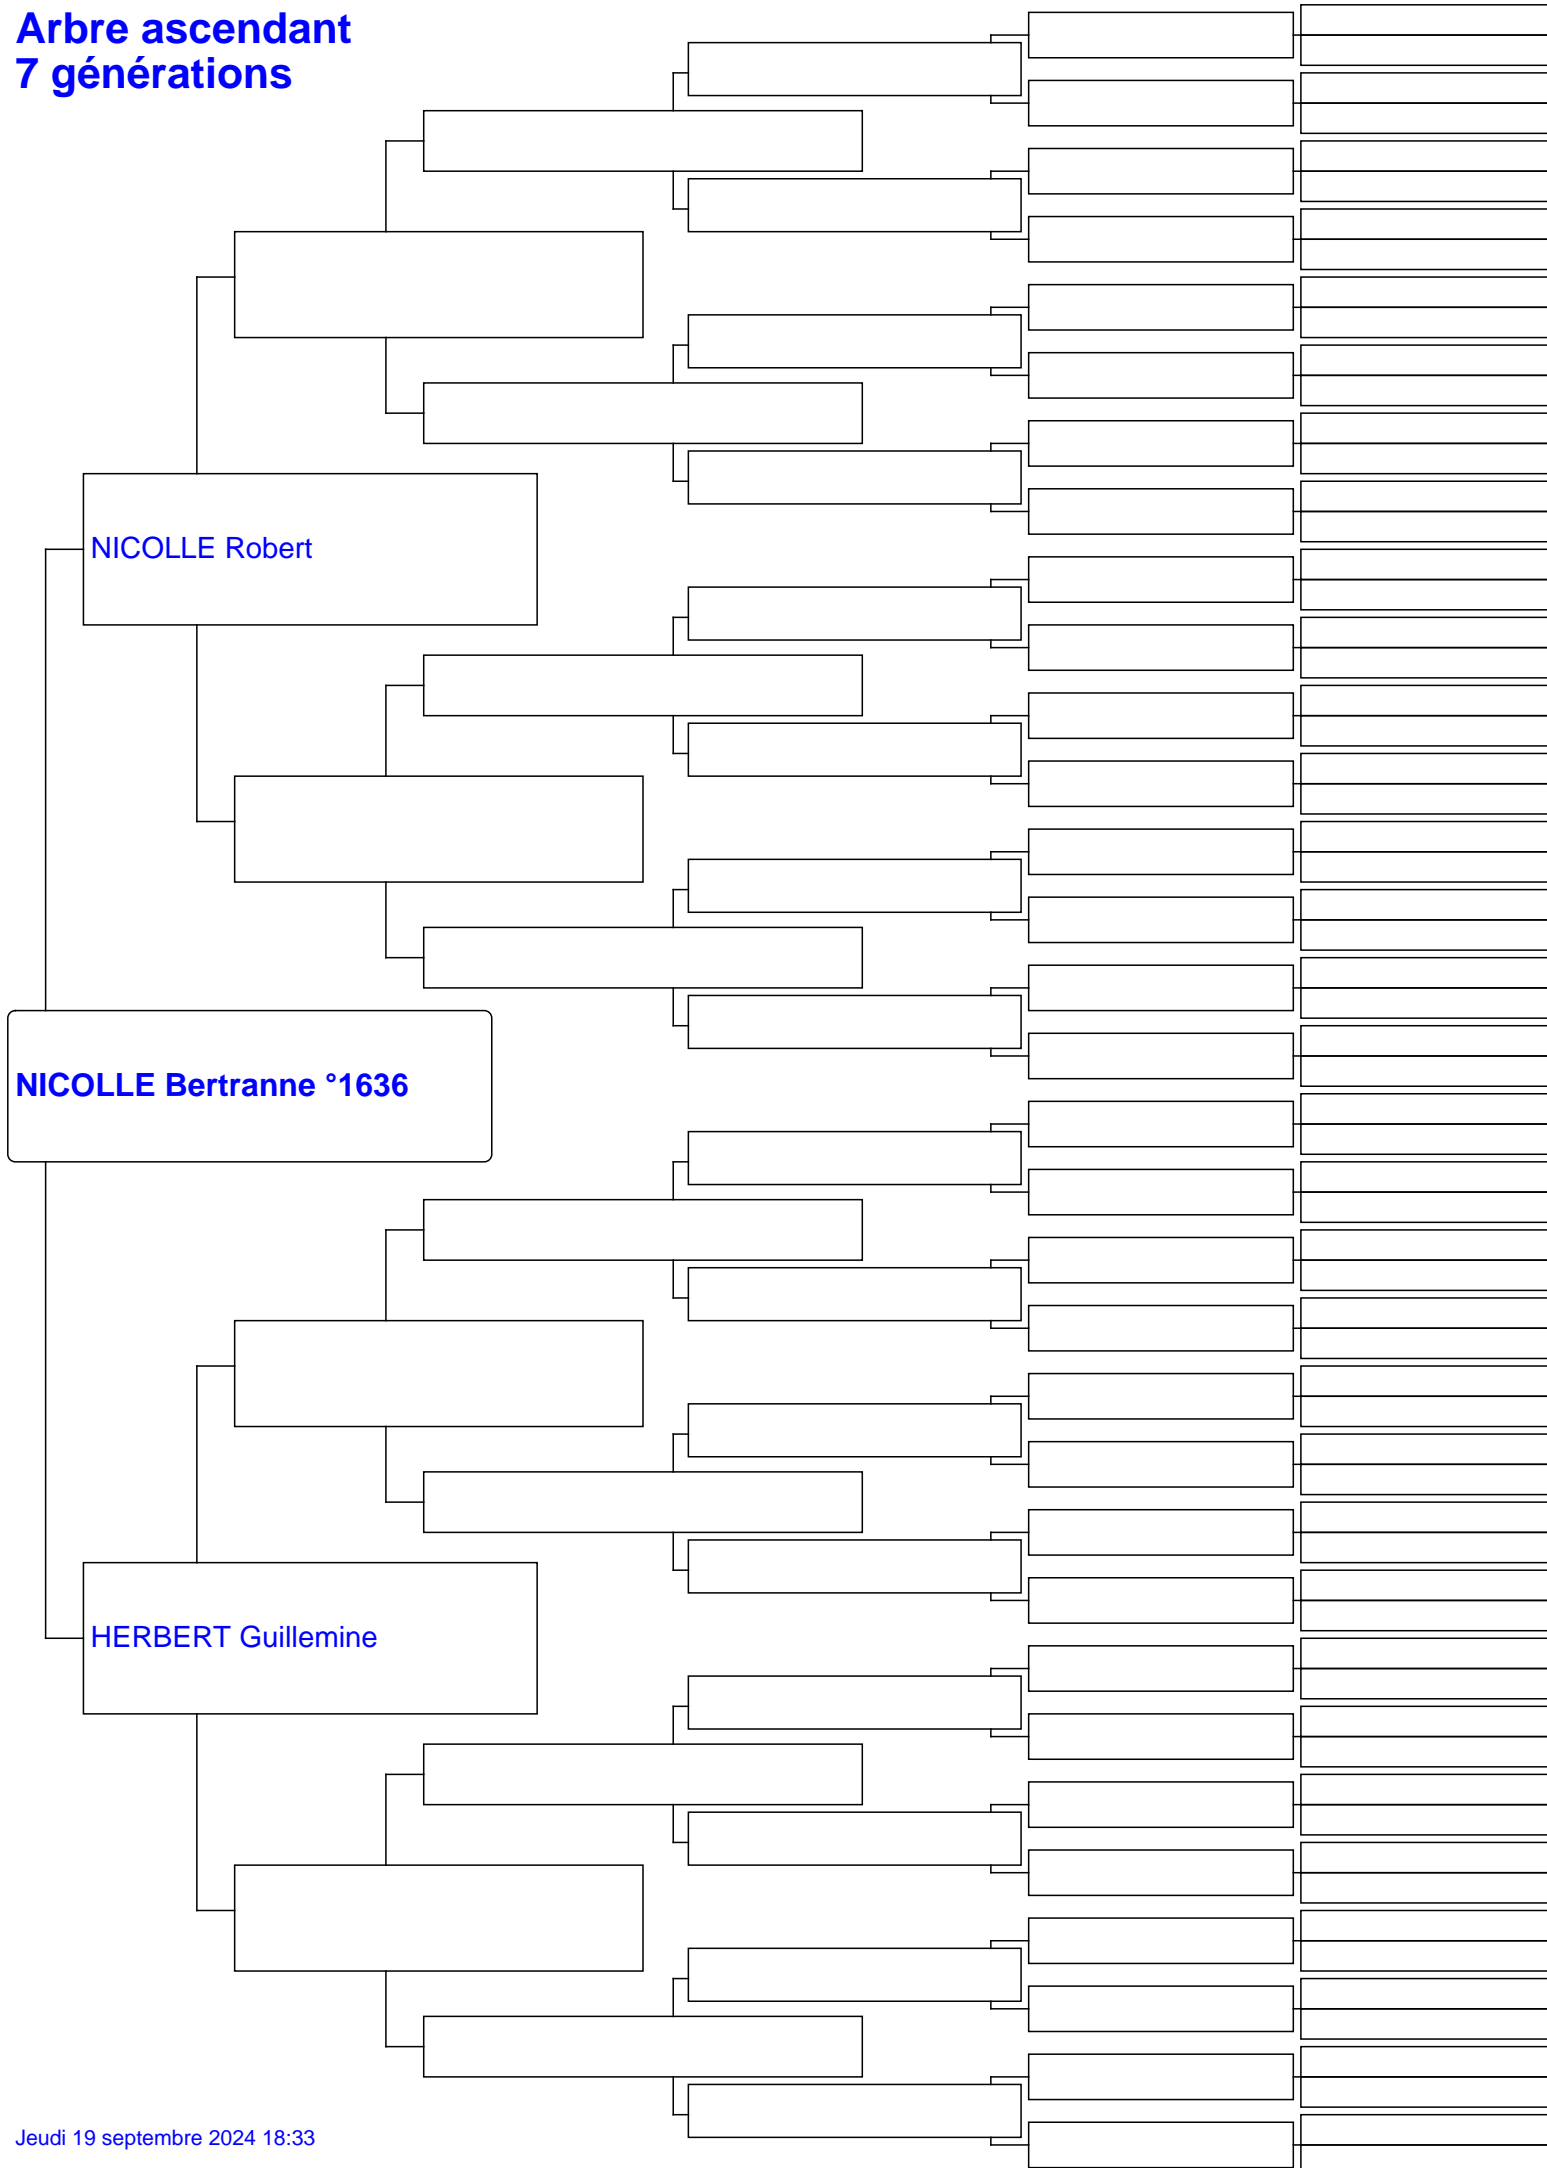 Arbre ascendant
7 générations
NICOLLE Robert
NICOLLE Bertranne °1636
HERBERT Guillemine
Jeudi 19 septembre 2024 18:33